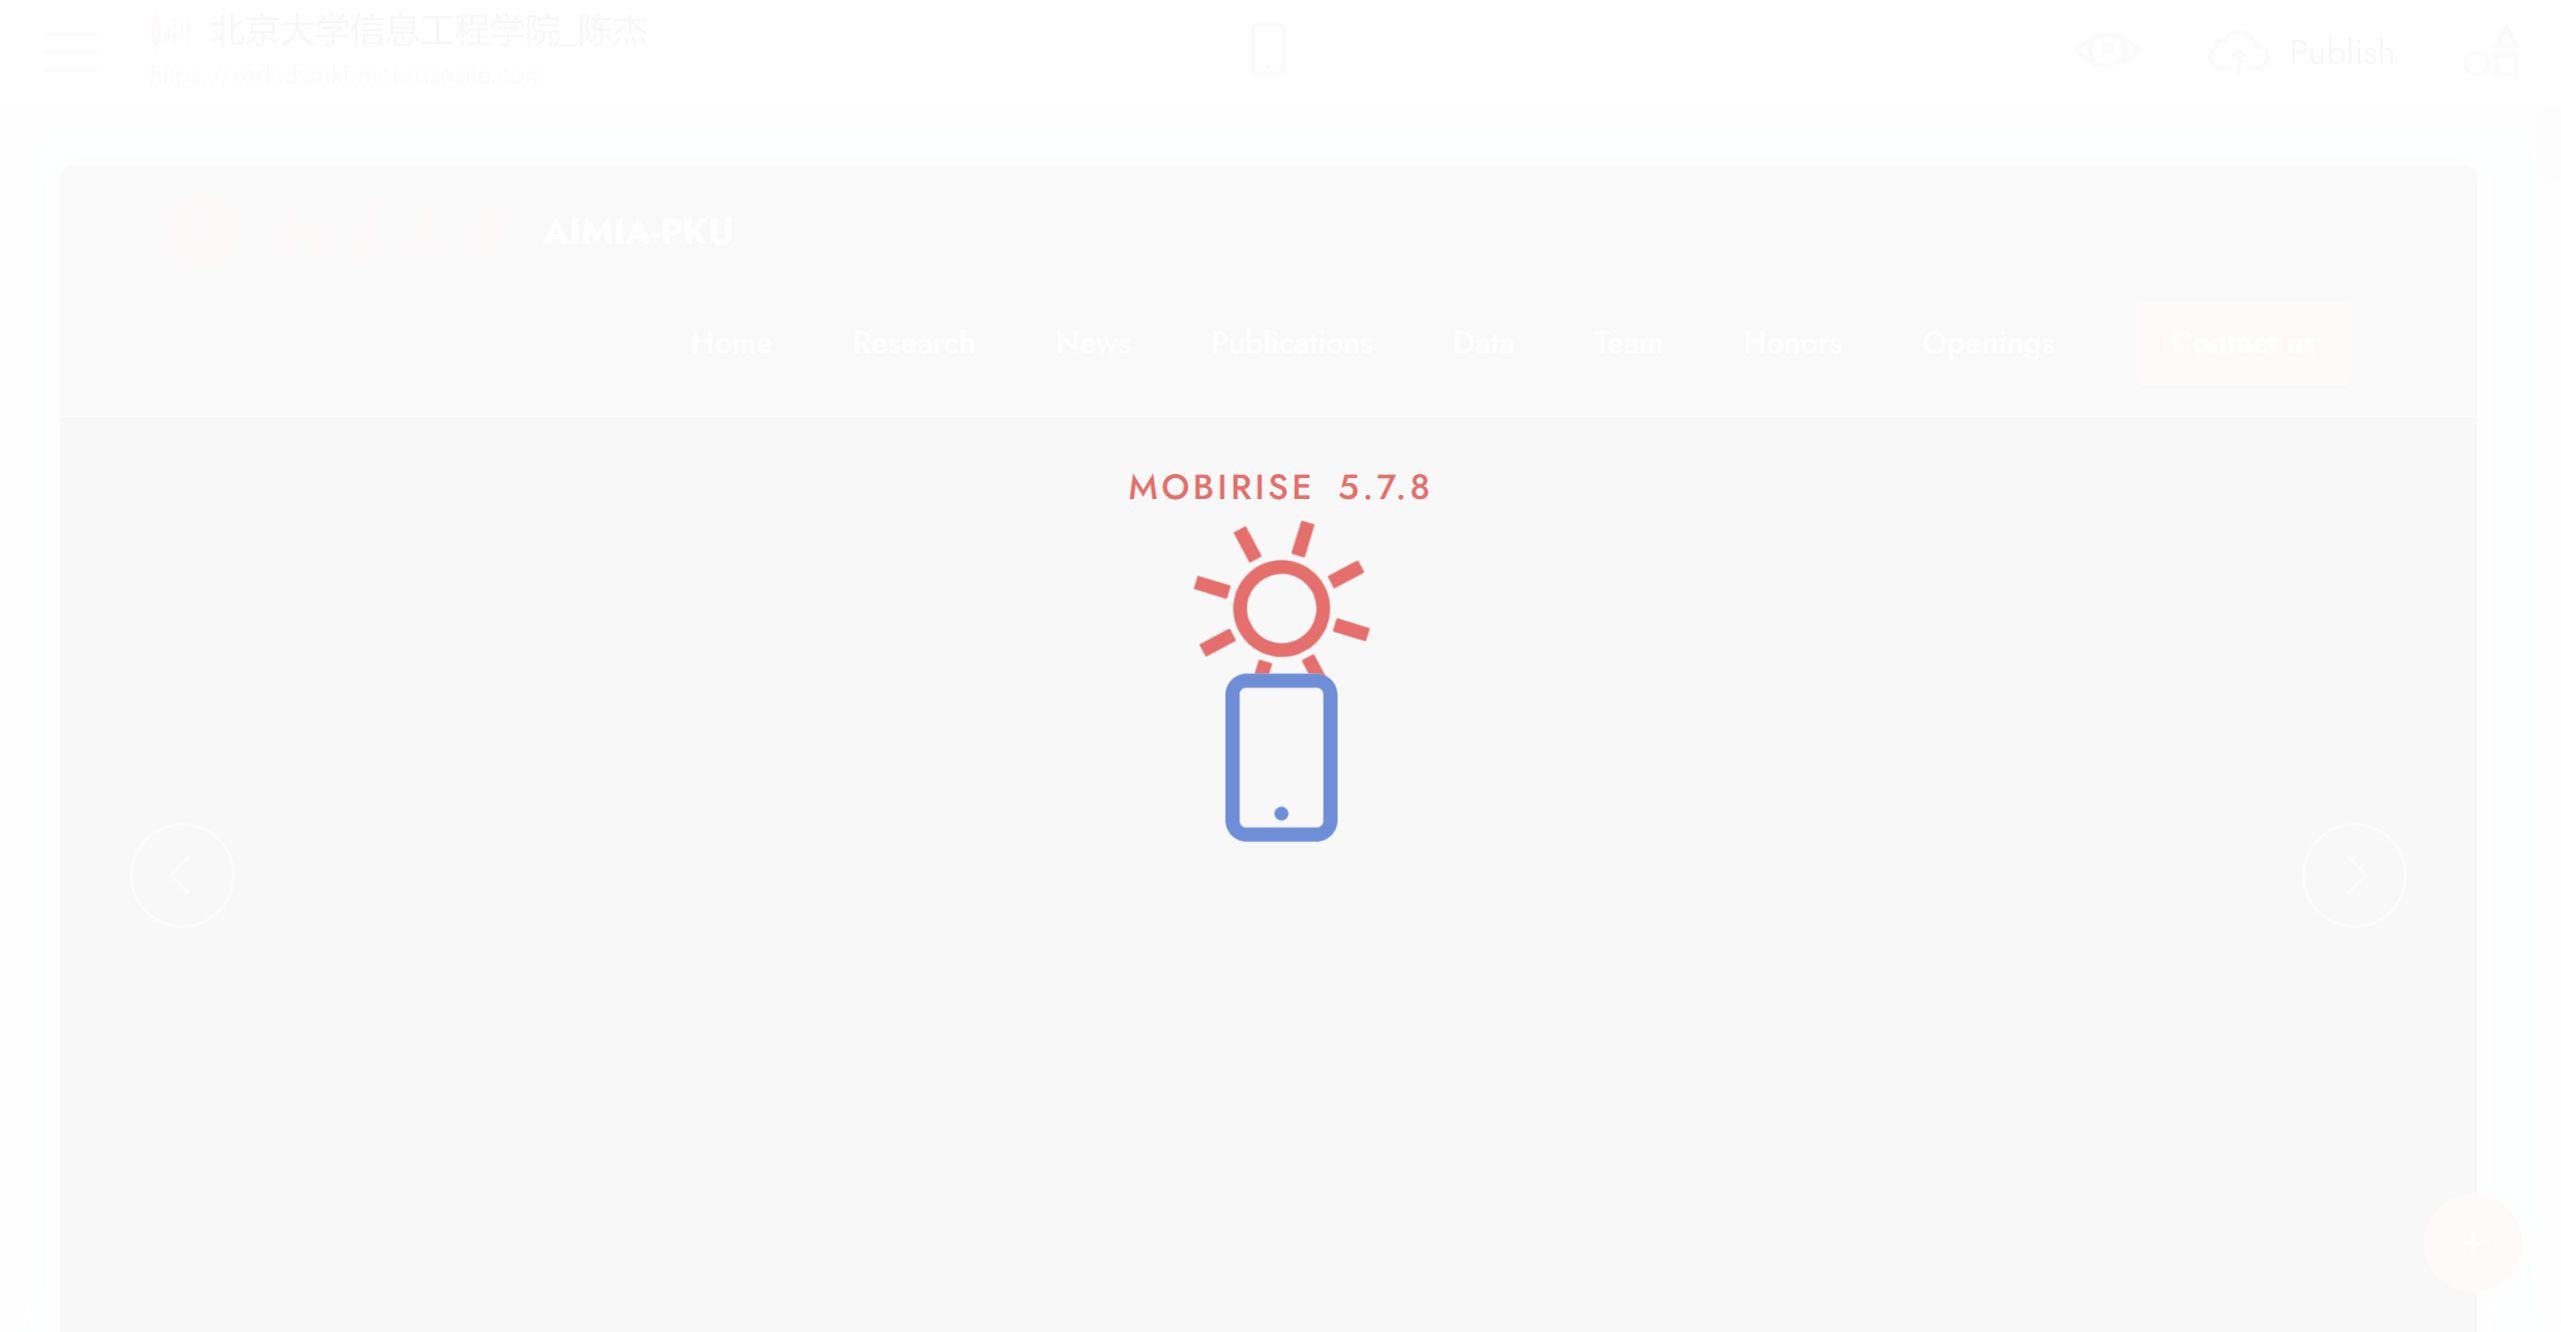 北京大学信息工程学院_陈杰
https://xedcdzniki.mobirisesite.com
Publish
AIMIA-PKU
Home Research News Publications Data Team Honors Openings Contact us
MOBIRISE 5.7.8